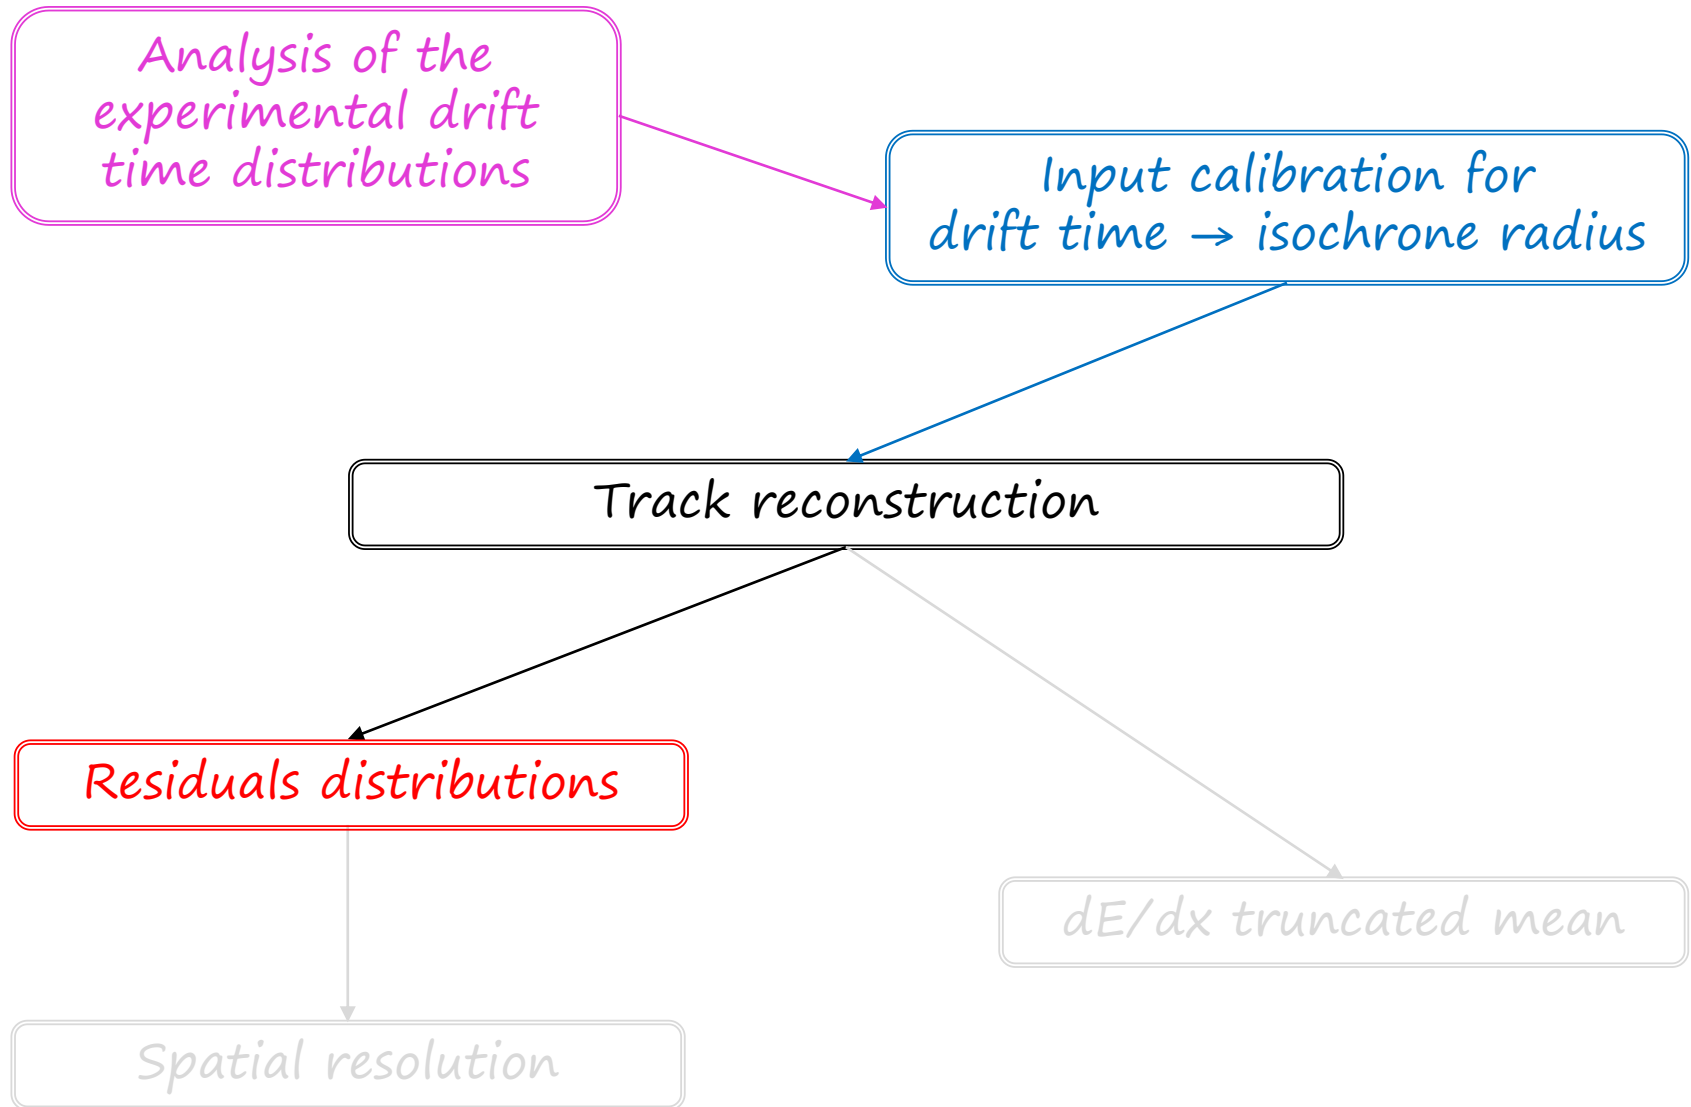 Analysis of the
experimental drift
time distributions
Input calibration for
drift time → isochrone radius
Track reconstruction
Residuals distributions
dE/dx truncated mean
Spatial resolution